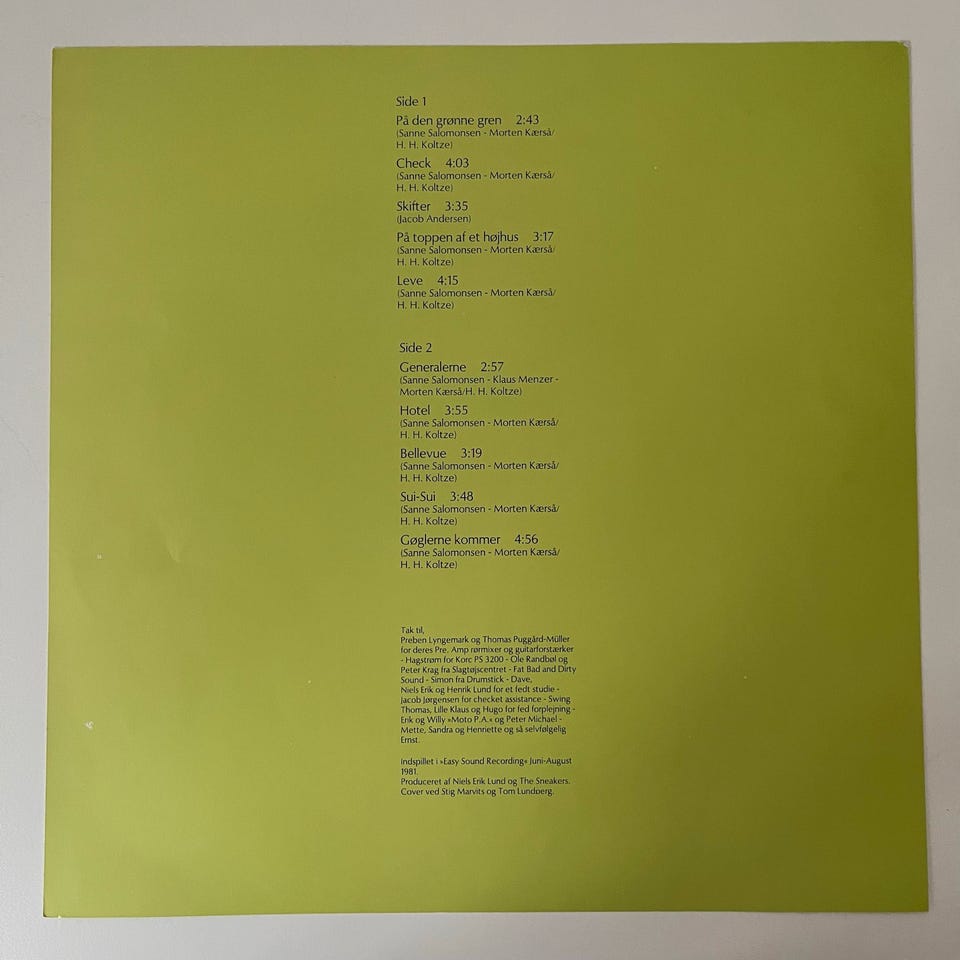 Side 1
På den grønne gren 2:43
(Sanne Salomonsen - Morten Kærså/
H. H. Koltze)
Check 4:03
(Sanne Salomonsen - Morten Kærså/
H. H. Koltze)
Skifter 3:35
(Jacob Andersen)
På toppen af et højhus 3:17
(Sanne Salomonsen - Morten Kærså/
H. H. Koltze)
Leve 4:15
(Sanne Salomonsen - Morten Kærså/
H. H. Koltze)
Side 2
Generalerne 2:57
(Sanne Salomonsen - Klaus Menzer -
Morten Kærså/H. H. Koltze)
Hotel 3:55
(Sanne Salomonsen - Morten Kærså/
H. H. Koltze)
Bellevue 3:19
(Sanne Salomonsen - Morten Kærså/
H. H. Koltze)
Sui-Sui 3:48
(Sanne Salomonsen - Morten Kærså/
H. H. Koltze)
Gøglerne kommer 4:56
(Sanne Salomonsen - Morten Kærså/
H. H. Koltze)
Tak til,
Preben Lyngemark og Thomas Puggård-Müller
for deres Pre. Amp rørmixer og guitarforstærker
- Hagstrøm for Korc PS 3200 - Ole Randbøl og
Peter Krag fra Slagtøjscentret - Fat Bad and Dirty
Sound - Simon fra Drumstick - Dave,
Niels Erik og Henrik Lund for et fedt studie -
Jacob Jørgensen for checket assistance - Swing
Thomas, Lille Klaus og Hugo for fed forplejning -
Erik og Willy »Moto P.A.« og Peter Michael -
Mette, Sandra og Henriette og så selvfølgelig
Ernst.
Indspillet i »Easy Sound Recording« Juni-August
1981.
Produceret af Niels Erik Lund og The Sneakers.
Cover ved Stig Marvits og Tom Lundberg.